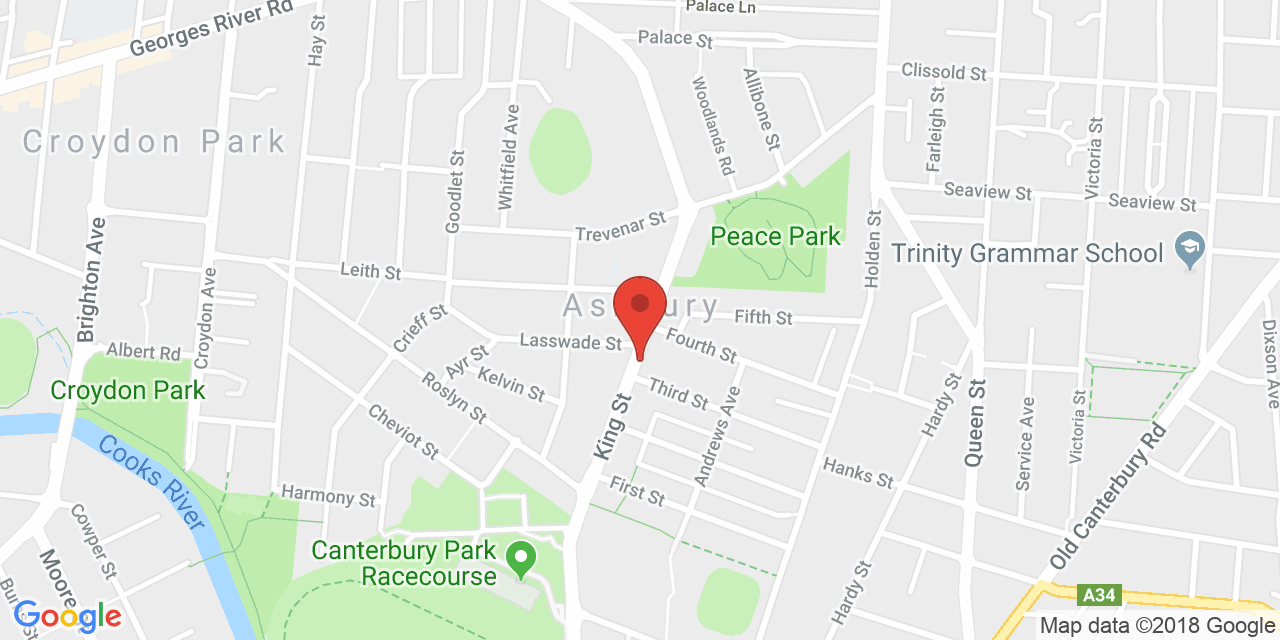 Palace Ln
Georges River Rd
Hay St
Palace St
Clissold St
Woodlands Rd
Allibone St
Farleigh St
Victoria St
Croydon Park
Whitfield Ave
Goodlet St
Seaview St
Seaview St
Trevenar St
Peace Park
Holden St
Trinity Grammar School
Brighton Ave
Leith St
Croydon Ave
Crieff St
Fifth St
Lasswade St
Fourth St
Albert Rd
Ayr St
Dixson Ave
Croydon Park
Kelvin St
Roslyn St
Third St
Andrews Ave
Hardy St
Queen St
Service Ave
Victoria St
Cheviot St
King St
Old Canterbury Rd
Cooks River
Hanks St
Harmony St
First St
Cowper St
Moore
Canterbury Park
Racecourse
Hardy St
A34
Google
Map data ©2018 Google